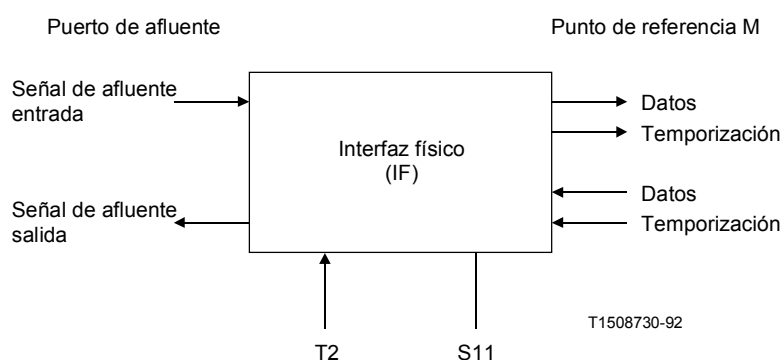 Puerto de afluente
Punto de referencia M
Señal de afluente
entrada
Datos
Temporización
Interfaz físico
(IF)
Señal de afluente
salida
Datos
Temporización
T1508730-92
T2
S11